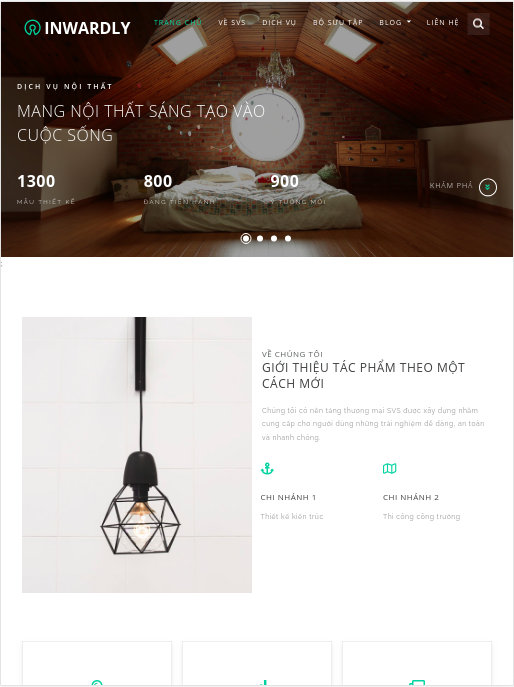 INWARDLY
TRANG CHỦ VỀ SVS DỊCH VỤ BỘ SƯU TẬP BLOG LIÊN HỆ
DỊCH VỤ NỘI THẤT
MANG NỘI THẤT SÁNG TẠO VÀO
CUỘC SỐNG
1300 800 900
MẪU THIẾT KẾ ĐANG TIẾN HÀNH Ý TƯỞNG MỚI
KHÁM PHÁ
VỀ CHÚNG TÔI
GIỚI THIỆU TÁC PHẨM THEO MỘT
CÁCH MỚI
Chúng tôi có nền tảng thương mại SVS được xây dựng nhằm
cung cấp cho người dùng những trải nghiệm dễ dàng, an toàn
và nhanh chóng.
CHI NHÁNH 1 CHI NHÁNH 2
Thiết kế kiến trúc Thi công công trường